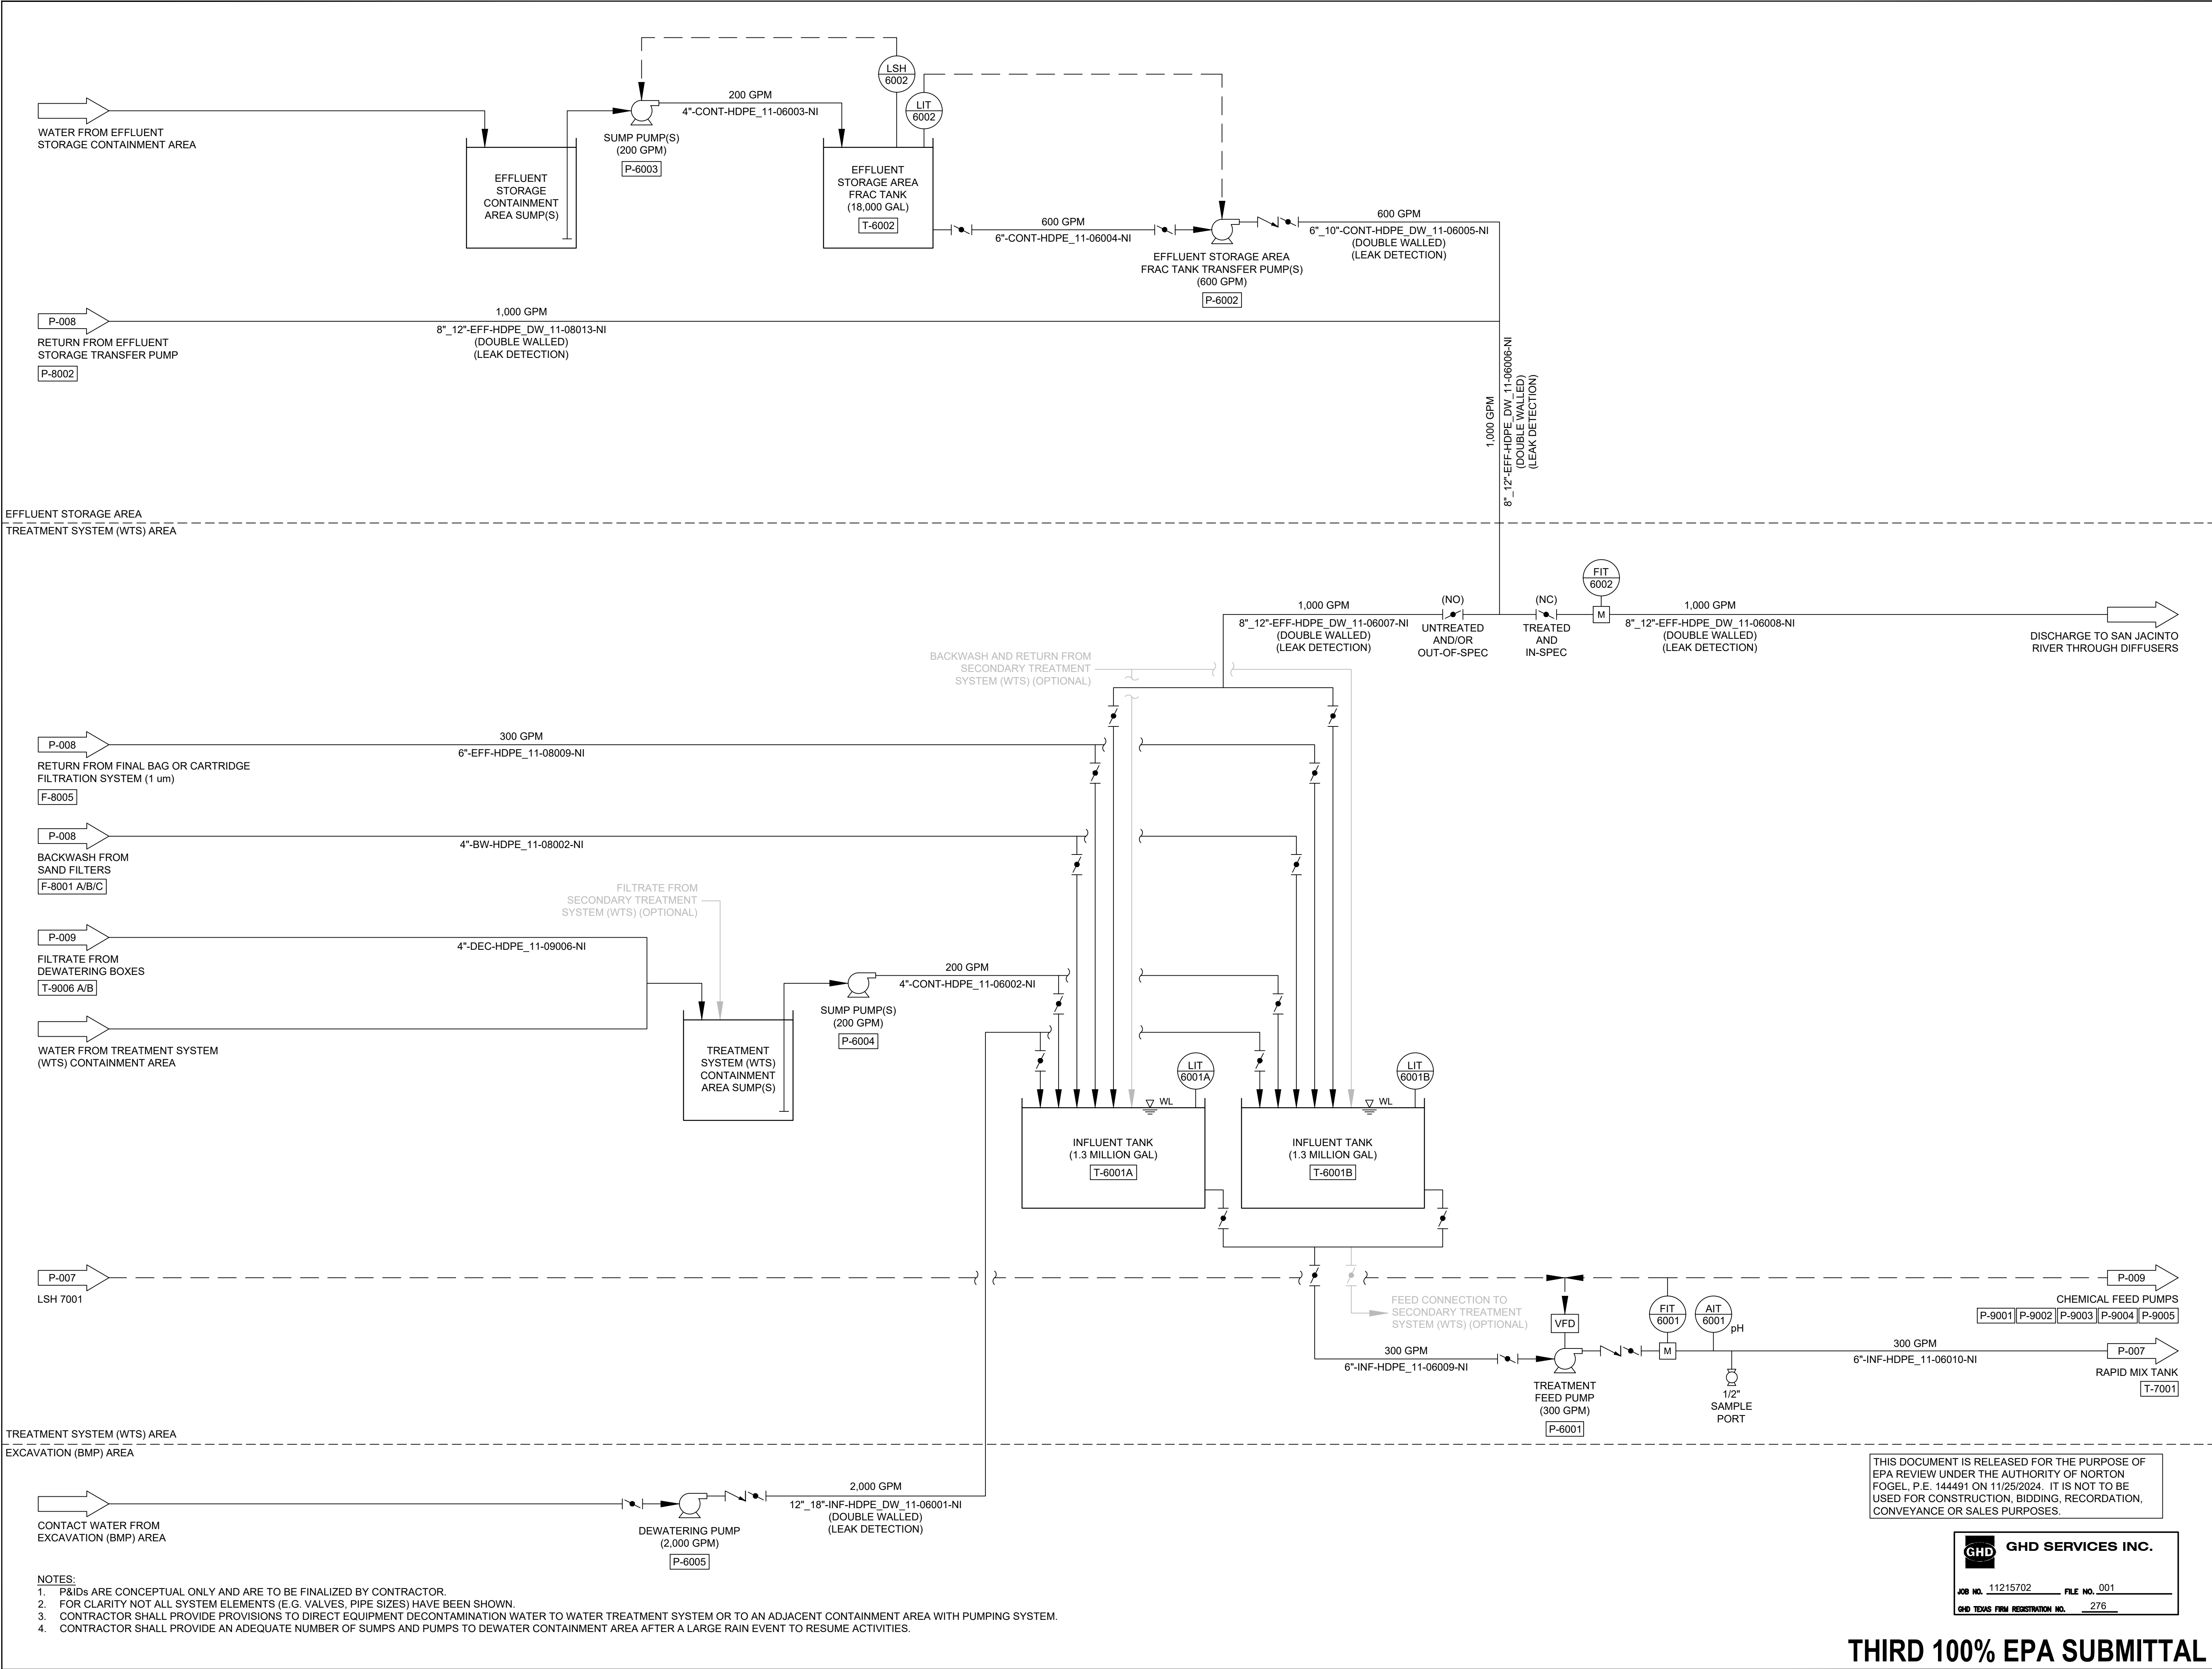 LSH
6002
LIT
6002
200 GPM
4"-CONT-HDPE_11-06003-NI
WATER FROM EFFLUENT
STORAGE CONTAINMENT AREA
SUMP PUMP(S)
(200 GPM)
P-6003
EFFLUENT
STORAGE
CONTAINMENT
AREA SUMP(S)
EFFLUENT
STORAGE AREA
FRAC TANK
(18,000 GAL)
T-6002
600 GPM
6"-CONT-HDPE_11-06004-NI
600 GPM
6"_10"-CONT-HDPE_DW_11-06005-NI
(DOUBLE WALLED)
(LEAK DETECTION)
EFFLUENT STORAGE AREA
FRAC TANK TRANSFER PUMP(S)
(600 GPM)
P-6002
P-008
RETURN FROM EFFLUENT
STORAGE TRANSFER PUMP
P-8002
1,000 GPM
8"_12"-EFF-HDPE_DW_11-08013-NI
(DOUBLE WALLED)
(LEAK DETECTION)
1,000 GPM
8"_12"-EFF-HDPE_DW_11-06006-NI
(DOUBLE WALLED)
(LEAK DETECTION)
EFFLUENT STORAGE AREA
TREATMENT SYSTEM (WTS) AREA
FIT
6002
1,000 GPM
8"_12"-EFF-HDPE_DW_11-06007-NI
(DOUBLE WALLED)
(LEAK DETECTION)
(NO)
UNTREATED
AND/OR
OUT-OF-SPEC
(NC)
TREATED
AND
IN-SPEC
M
1,000 GPM
8"_12"-EFF-HDPE_DW_11-06008-NI
(DOUBLE WALLED)
(LEAK DETECTION)
DISCHARGE TO SAN JACINTO
RIVER THROUGH DIFFUSERS
BACKWASH AND RETURN FROM
SECONDARY TREATMENT
SYSTEM (WTS) (OPTIONAL)
P-008
RETURN FROM FINAL BAG OR CARTRIDGE
FILTRATION SYSTEM (1 um)
F-8005
300 GPM
6"-EFF-HDPE_11-08009-NI
P-008
BACKWASH FROM
SAND FILTERS
F-8001 A/B/C
4"-BW-HDPE_11-08002-NI
FILTRATE FROM
SECONDARY TREATMENT
SYSTEM (WTS) (OPTIONAL)
P-009
FILTRATE FROM
DEWATERING BOXES
T-9006 A/B
4"-DEC-HDPE_11-09006-NI
WATER FROM TREATMENT SYSTEM
(WTS) CONTAINMENT AREA
TREATMENT
SYSTEM (WTS)
CONTAINMENT
AREA SUMP(S)
SUMP PUMP(S)
(200 GPM)
P-6004
200 GPM
4"-CONT-HDPE_11-06002-NI
LIT
6001A
WL
INFLUENT TANK
(1.3 MILLION GAL)
T-6001A
LIT
6001B
WL
INFLUENT TANK
(1.3 MILLION GAL)
T-6001B
P-007
LSH 7001
FEED CONNECTION TO
SECONDARY TREATMENT
SYSTEM (WTS) (OPTIONAL)
P-009
CHEMICAL FEED PUMPS
P-9001 P-9002 P-9003 P-9004 P-9005
VFD
FIT
6001
AIT
6001
pH
M
300 GPM
6"-INF-HDPE_11-06009-NI
TREATMENT
FEED PUMP
(300 GPM)
P-6001
1/2"
SAMPLE
PORT
300 GPM
6"-INF-HDPE_11-06010-NI
P-007
RAPID MIX TANK
T-7001
TREATMENT SYSTEM (WTS) AREA
EXCAVATION (BMP) AREA
CONTACT WATER FROM
EXCAVATION (BMP) AREA
DEWATERING PUMP
(2,000 GPM)
P-6005
2,000 GPM
12"_18"-INF-HDPE_DW_11-06001-NI
(DOUBLE WALLED)
(LEAK DETECTION)
THIS DOCUMENT IS RELEASED FOR THE PURPOSE OF
EPA REVIEW UNDER THE AUTHORITY OF NORTON
FOGEL, P.E. 144491 ON 11/25/2024. IT IS NOT TO BE
USED FOR CONSTRUCTION, BIDDING, RECORDATION,
CONVEYANCE OR SALES PURPOSES.
GHD
GHD SERVICES INC.
JOB NO. 11215702 FILE NO. 001
GHD TEXAS FIRM REGISTRATION NO. 276
NOTES:
1. P&IDs ARE CONCEPTUAL ONLY AND ARE TO BE FINALIZED BY CONTRACTOR.
2. FOR CLARITY NOT ALL SYSTEM ELEMENTS (E.G. VALVES, PIPE SIZES) HAVE BEEN SHOWN.
3. CONTRACTOR SHALL PROVIDE PROVISIONS TO DIRECT EQUIPMENT DECONTAMINATION WATER TO WATER TREATMENT SYSTEM OR TO AN ADJACENT CONTAINMENT AREA WITH PUMPING SYSTEM.
4. CONTRACTOR SHALL PROVIDE AN ADEQUATE NUMBER OF SUMPS AND PUMPS TO DEWATER CONTAINMENT AREA AFTER A LARGE RAIN EVENT TO RESUME ACTIVITIES.
THIRD 100% EPA SUBMITTAL